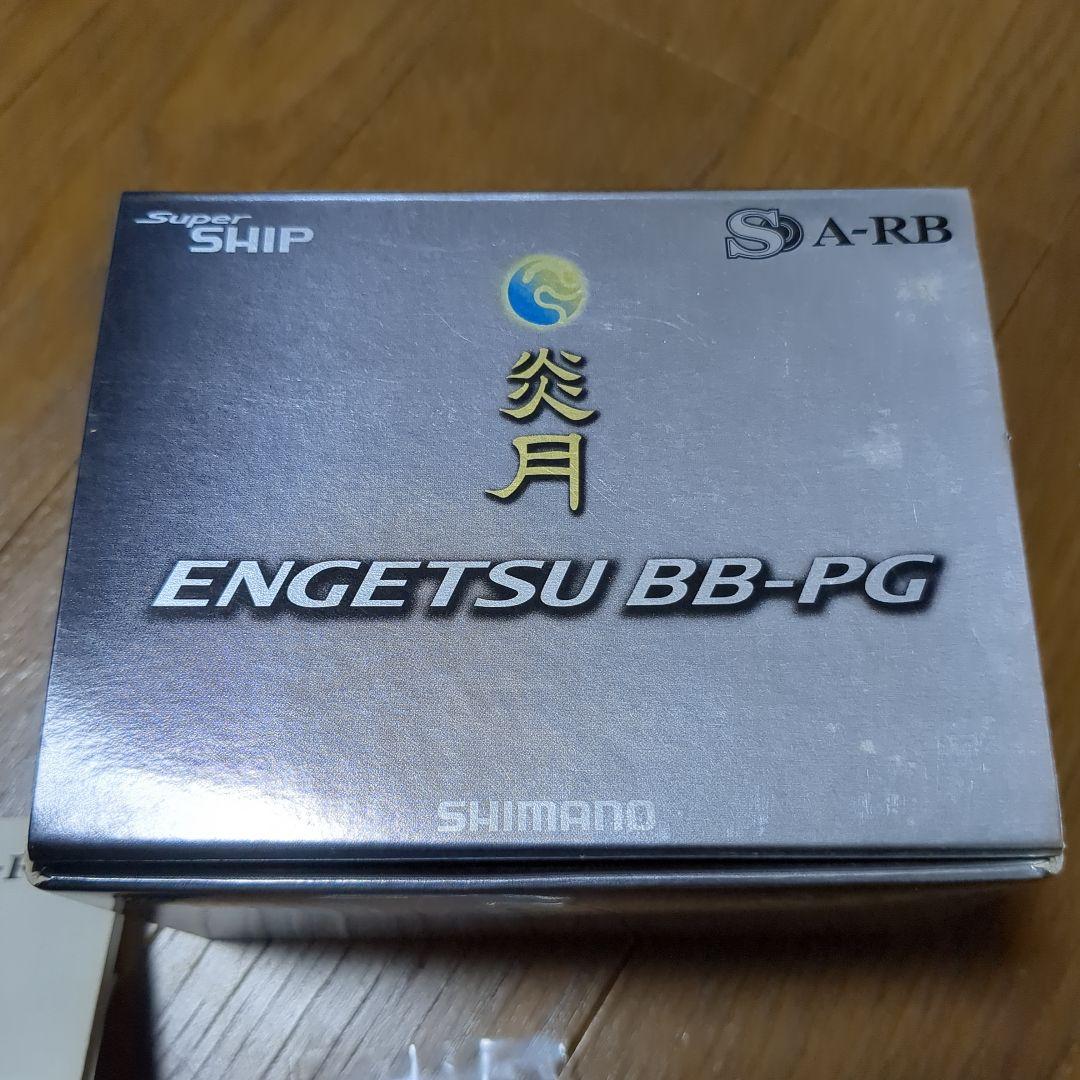 Super SHIP
S A-RB
炎月
ENGETSU BB-PG
SHIMANO